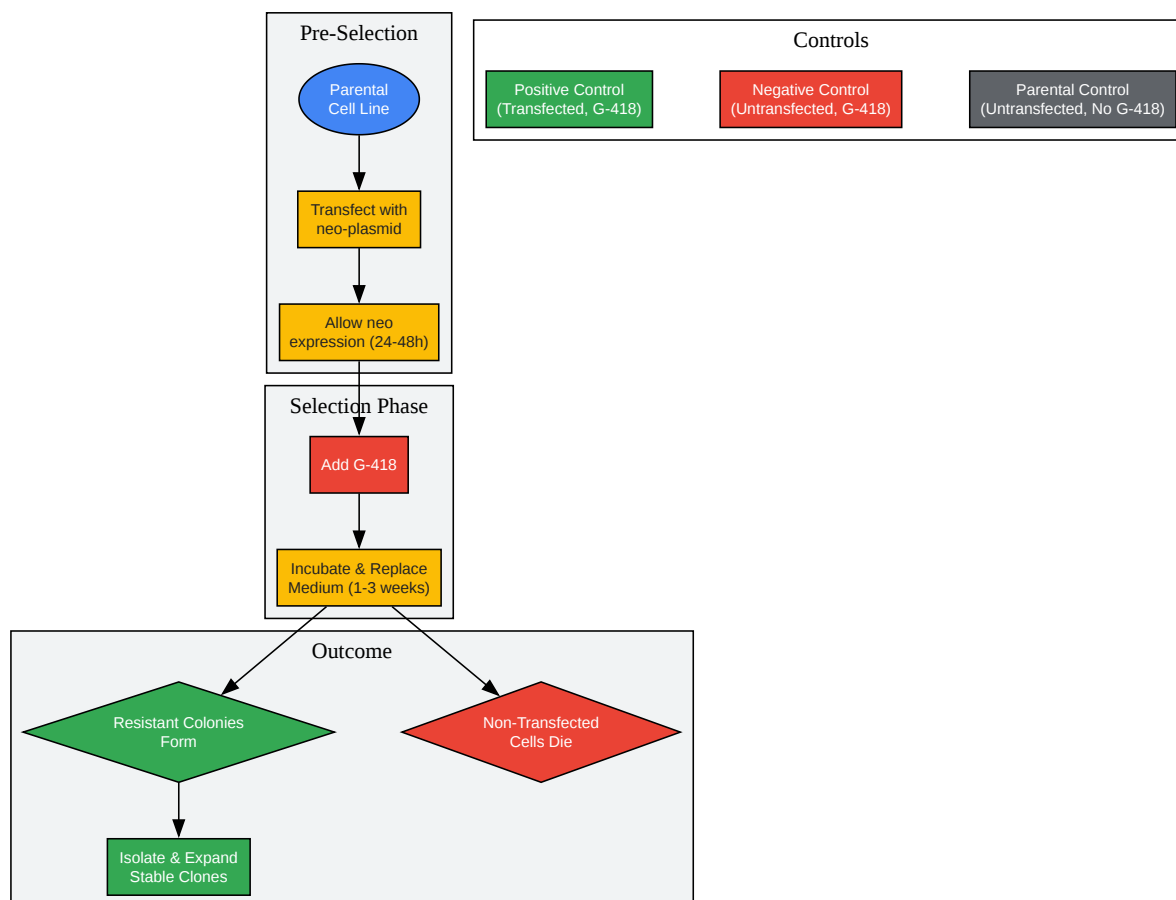 Pre-Selection
Parental
Cell Line
Transfect with
neo-plasmid
Allow neo
expression (24-48h)
Controls
Positive Control
(Transfected, G-418)
Negative Control
(Untransfected, G-418)
Parental Control
(Untransfected, No G-418)
Selection Phase
Add G-418
Incubate & Replace
Medium (1-3 weeks)
Outcome
Resistant Colonies
Form
Non-Transfected
Cells Die
Isolate & Expand
Stable Clones